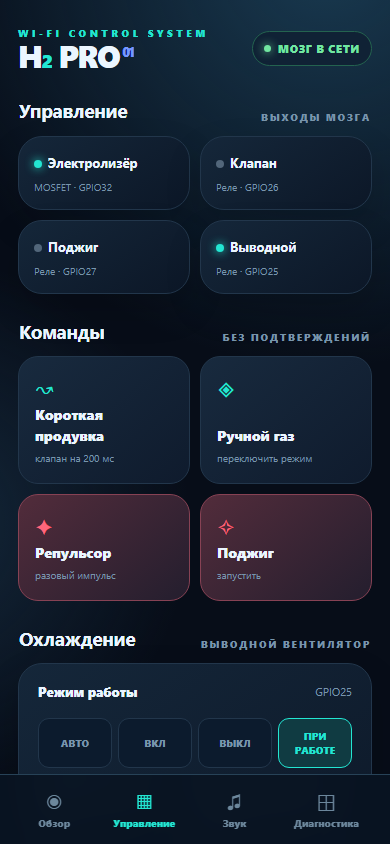 WI-FI CONTROL SYSTEM
H₂ PRO 01
МОЗГ В СЕТИ
Управление
ВЫХОДЫ МОЗГА
Электролизёр
MOSFET · GPIO32
Клапан
Реле · GPIO26
Поджиг
Реле · GPIO27
Выводной
Реле · GPIO25
Команды
БЕЗ ПОДТВЕРЖДЕНИЙ
Короткая
продувка
клапан на 200 мс
Ручной газ
переключить режим
Репульсор
разовый импульс
Поджиг
запустить
Охлаждение
ВЫВОДНОЙ ВЕНТИЛЯТОР
Режим работы
GPIO25
АВТО
ВКЛ
ВЫКЛ
ПРИ
РАБОТЕ
Обзор
Управление
Звук
Диагностика